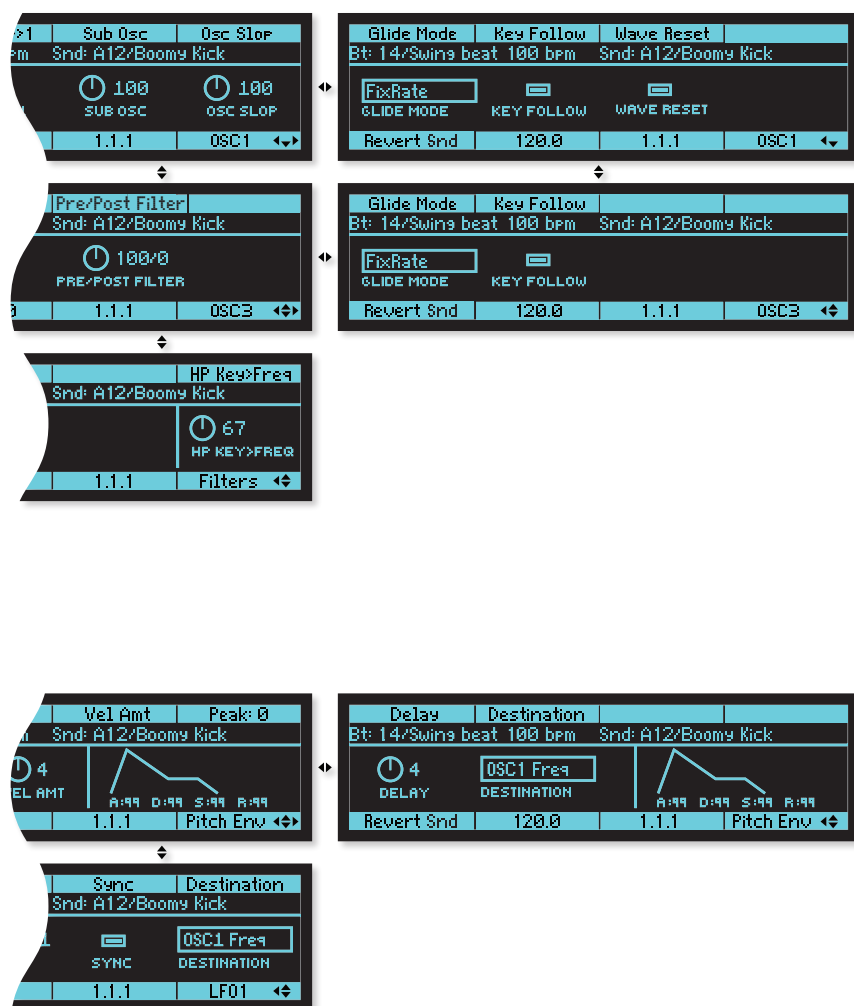 >1 Sub Osc Osc Slop
Snd: A12/Boomy Kick
100 100
SUB OSC OSC SLOP
1.1.1 OSC1
Glide Mode Key Follow Wave Reset
Bt: 14/Swing beat 100 bpm Snd: A12/Boomy Kick
FixRate
GLIDE MODE KEY FOLLOW WAVE RESET
Revert Snd 120.0 1.1.1 OSC1
Pre/Post Filter
Snd: A12/Boomy Kick
100/0
PRE/POST FILTER
1.1.1 OSC3
Glide Mode Key Follow
Bt: 14/Swing beat 100 bpm Snd: A12/Boomy Kick
FixRate
GLIDE MODE KEY FOLLOW
Revert Snd 120.0 1.1.1 OSC3
HP Key>Freq
Snd: A12/Boomy Kick
67
HP KEY>FREQ
1.1.1 Filters
Vel Amt Peak: 0
Snd: A12/Boomy Kick
4
EL AMT A:99 D:99 S:99 R:99
1.1.1 Pitch Env
Delay Destination
Bt: 14/Swing beat 100 bpm Snd: A12/Boomy Kick
4 OSC1 Freq
DELAY DESTINATION A:99 D:99 S:99 R:99
Revert Snd 120.0 1.1.1 Pitch Env
Sync Destination
Snd: A12/Boomy Kick
OSC1 Freq
SYNC DESTINATION
1.1.1 LFO1